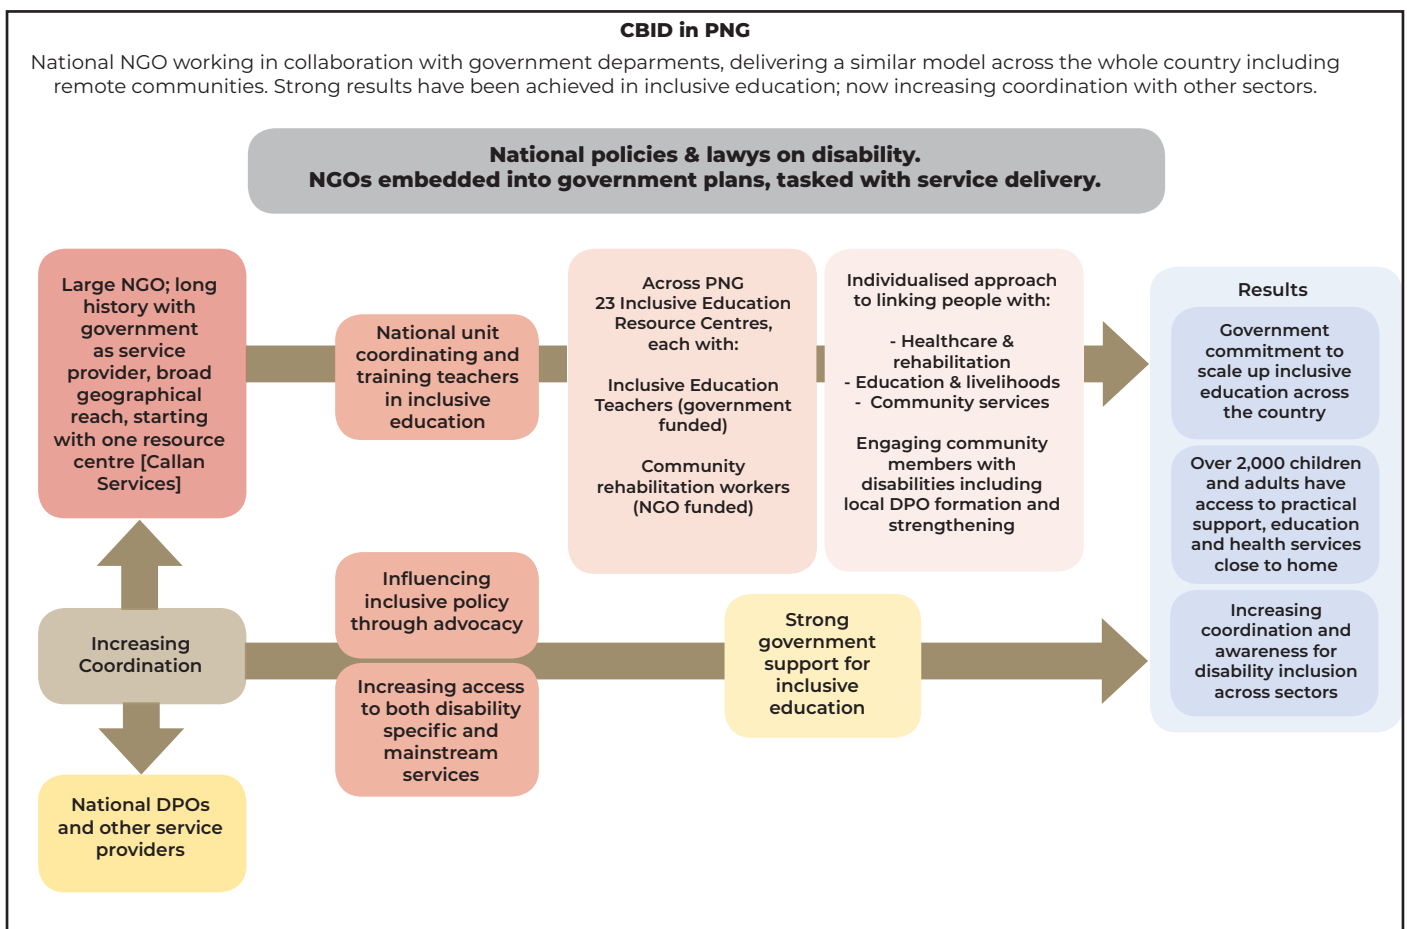 CBID in PNG
National NGO working in collaboration with government deparments, delivering a similar model across the whole country including
remote communities. Strong results have been achieved in inclusive education; now increasing coordination with other sectors.
National policies & lawys on disability.
NGOs embedded into government plans, tasked with service delivery.
Large NGO; long
history with
government
as service
provider, broad
geographical
reach, starting
with one resource
centre [Callan
Services]
National unit
coordinating and
training teachers
in inclusive
education
Across PNG
23 Inclusive Education
Resource Centres,
each with:
Inclusive Education
Teachers (government
funded)
Community
rehabilitation workers
(NGO funded)
Individualised approach
to linking people with:
- Healthcare &
rehabilitation
- Education & livelihoods
- Community services
Engaging community
members with
disabilities including
local DPO formation and
strengthening
Results
Government
commitment to
scale up inclusive
education across
the country
Over 2,000 children
and adults have
access to practical
support, education
and health services
close to home
Increasing
coordination and
awareness for
disability inclusion
across sectors
Increasing
Coordination
Influencing
inclusive policy
through advocacy
Increasing access
to both disability
specific and
mainstream
services
Strong
government
support for
inclusive
education
National DPOs
and other service
providers